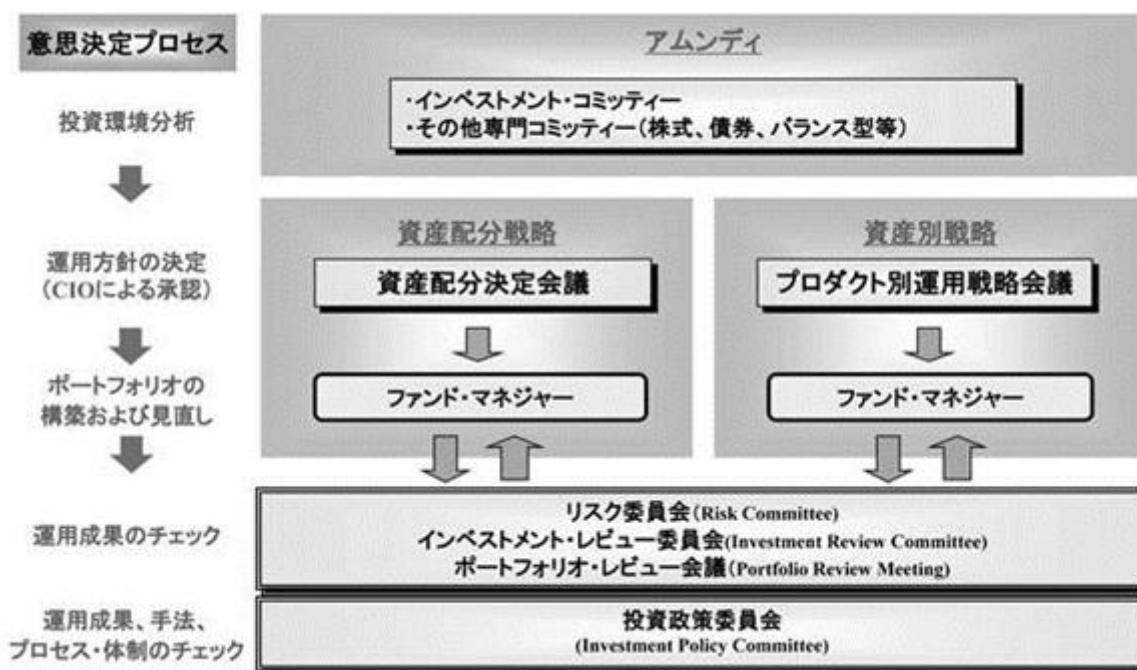 意思決定プロセス
アムンディ
投資環境分析
・インベストメント・コミッティー
・その他専門コミッティー（株式、債券、バランス型等）
資産配分戦略
資産別戦略
運用方針の決定
（CIOによる承認）
資産配分決定会議
プロダクト別運用戦略会議
ポートフォリオの
構築および見直し
ファンド・マネジャー
ファンド・マネジャー
運用成果のチェック
リスク委員会（Risk Committee）
インベストメント・レビュー委員会(Investment Review Committee)
ポートフォリオ・レビュー会議（Portfolio Review Meeting)
運用成果、手法、
プロセス・体制のチェック
投資政策委員会
(Investment Policy Committee)